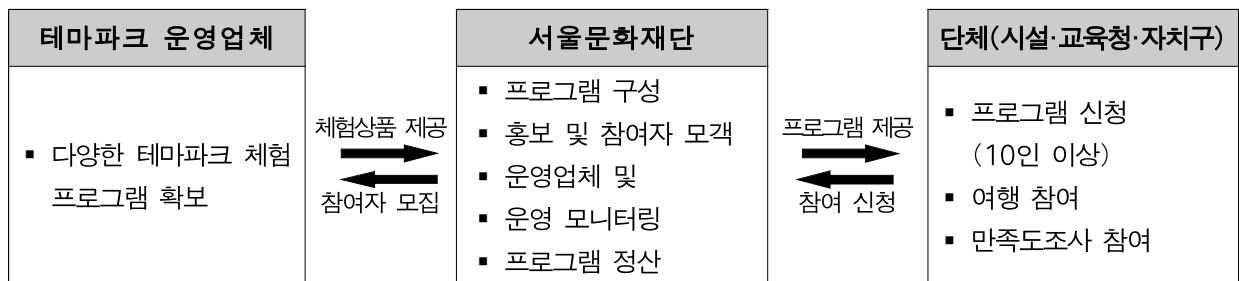 테마파크 운영업체
▪ 다양한 테마파크 체험
프로그램 확보
체험상품 제공
참여자 모집
서울문화재단
▪ 프로그램 구성
▪ 홍보 및 참여자 모객
▪ 운영업체 및
▪ 운영 모니터링
▪ 프로그램 정산
프로그램 제공
참여 신청
단체(시설·교육청·자치구)
▪ 프로그램 신청
(10인 이상)
▪ 여행 참여
▪ 만족도조사 참여